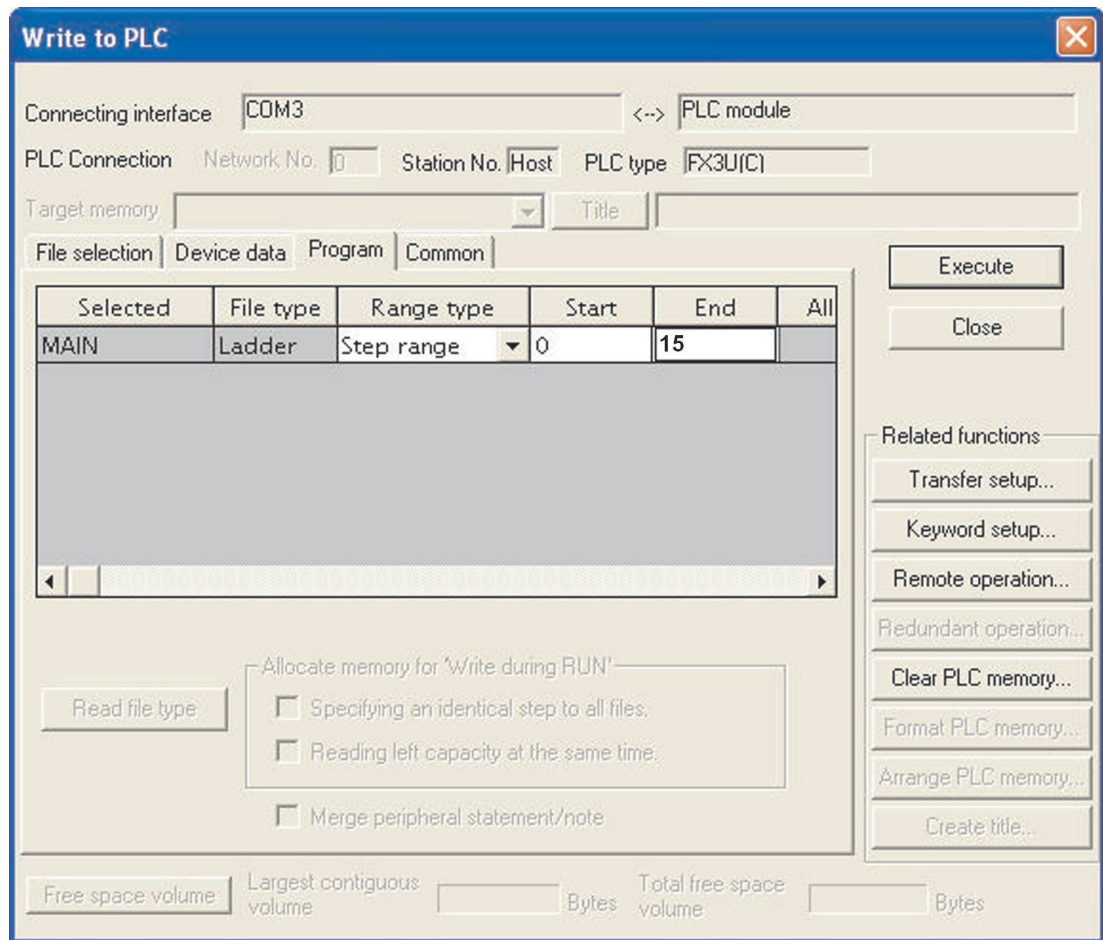 Write to PLC
Connecting interface COM3 <--> PLC module
PLC Connection Network No. 0 Station No. Host PLC type FX3U(C)
Target memory Title
File selection Device data Program Common
Execute
Selected File type Range type Start End All
Close
MAIN Ladder Step range 0 15
Related functions
Transfer setup...
Keyword setup...
Remote operation...
Redundant operation...
Allocate memory for 'Write during RUN'
Clear PLC memory...
Read file type Specifying an identical step to all files.
Format PLC memory...
Reading left capacity at the same time.
Arrange PLC memory...
Merge peripheral statement/note
Create title...
Free space volume Largest contiguous volume Bytes Total free space volume Bytes